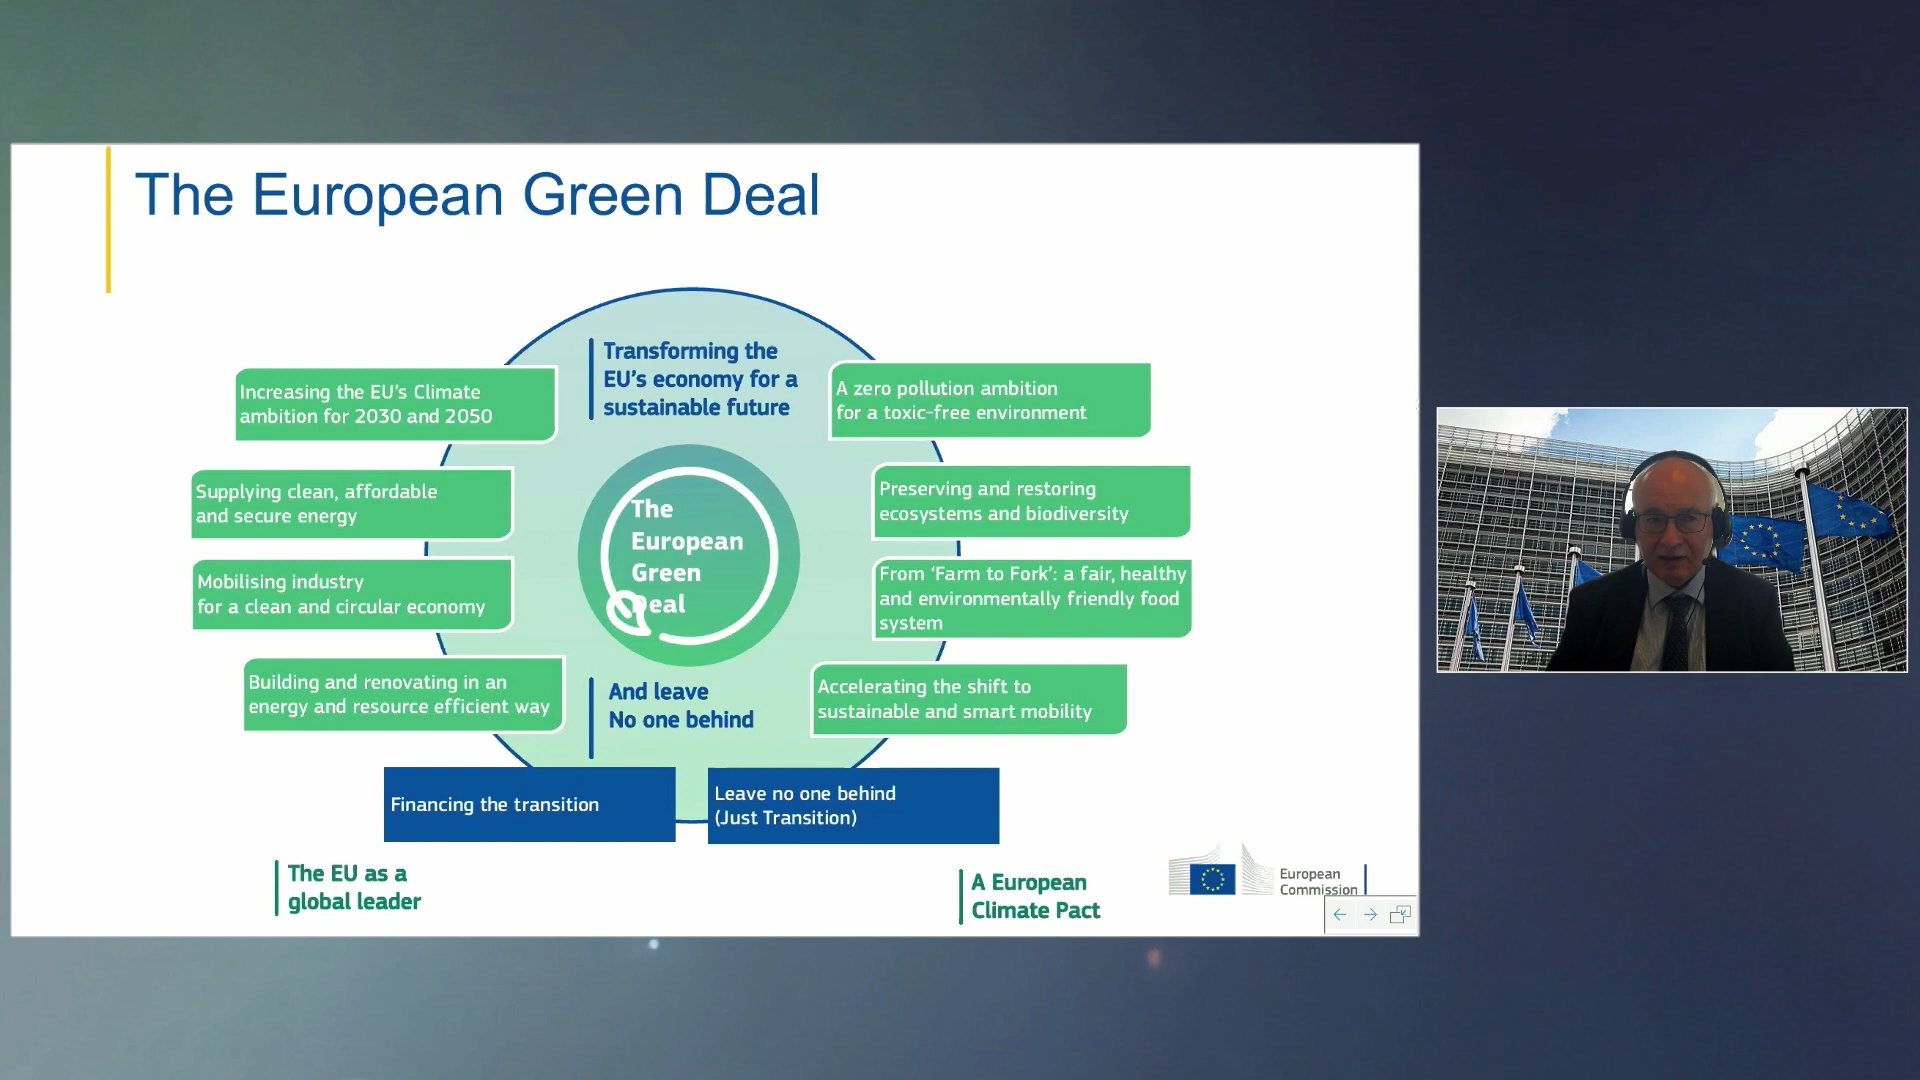 The European Green Deal
Transforming the
EU's economy for a
sustainable future
Increasing the EU's Climate
ambition for 2030 and 2050
Supplying clean, affordable
and secure energy
Mobilising industry
for a clean and circular economy
Building and renovating in an
energy and resource efficient way
A zero pollution ambition
for a toxic-free environment
Preserving and restoring
ecosystems and biodiversity
From ‘Farm to Fork’: a fair, healthy
and environmentally friendly food
system
Accelerating the shift to
sustainable and smart mobility
The
European
Green
Deal
And leave
No one behind
Financing the transition
Leave no one behind
(Just Transition)
The EU as a
global leader
A European
Climate Pact
European
Commission